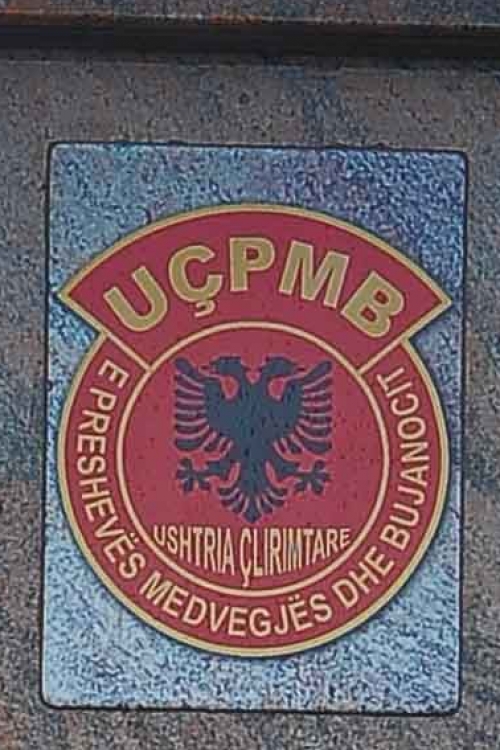 UÇPMB
USHTRIA ÇLIRIMTARE
E PRESHEVËS MEDVEGJËS DHE BUJANOCIT